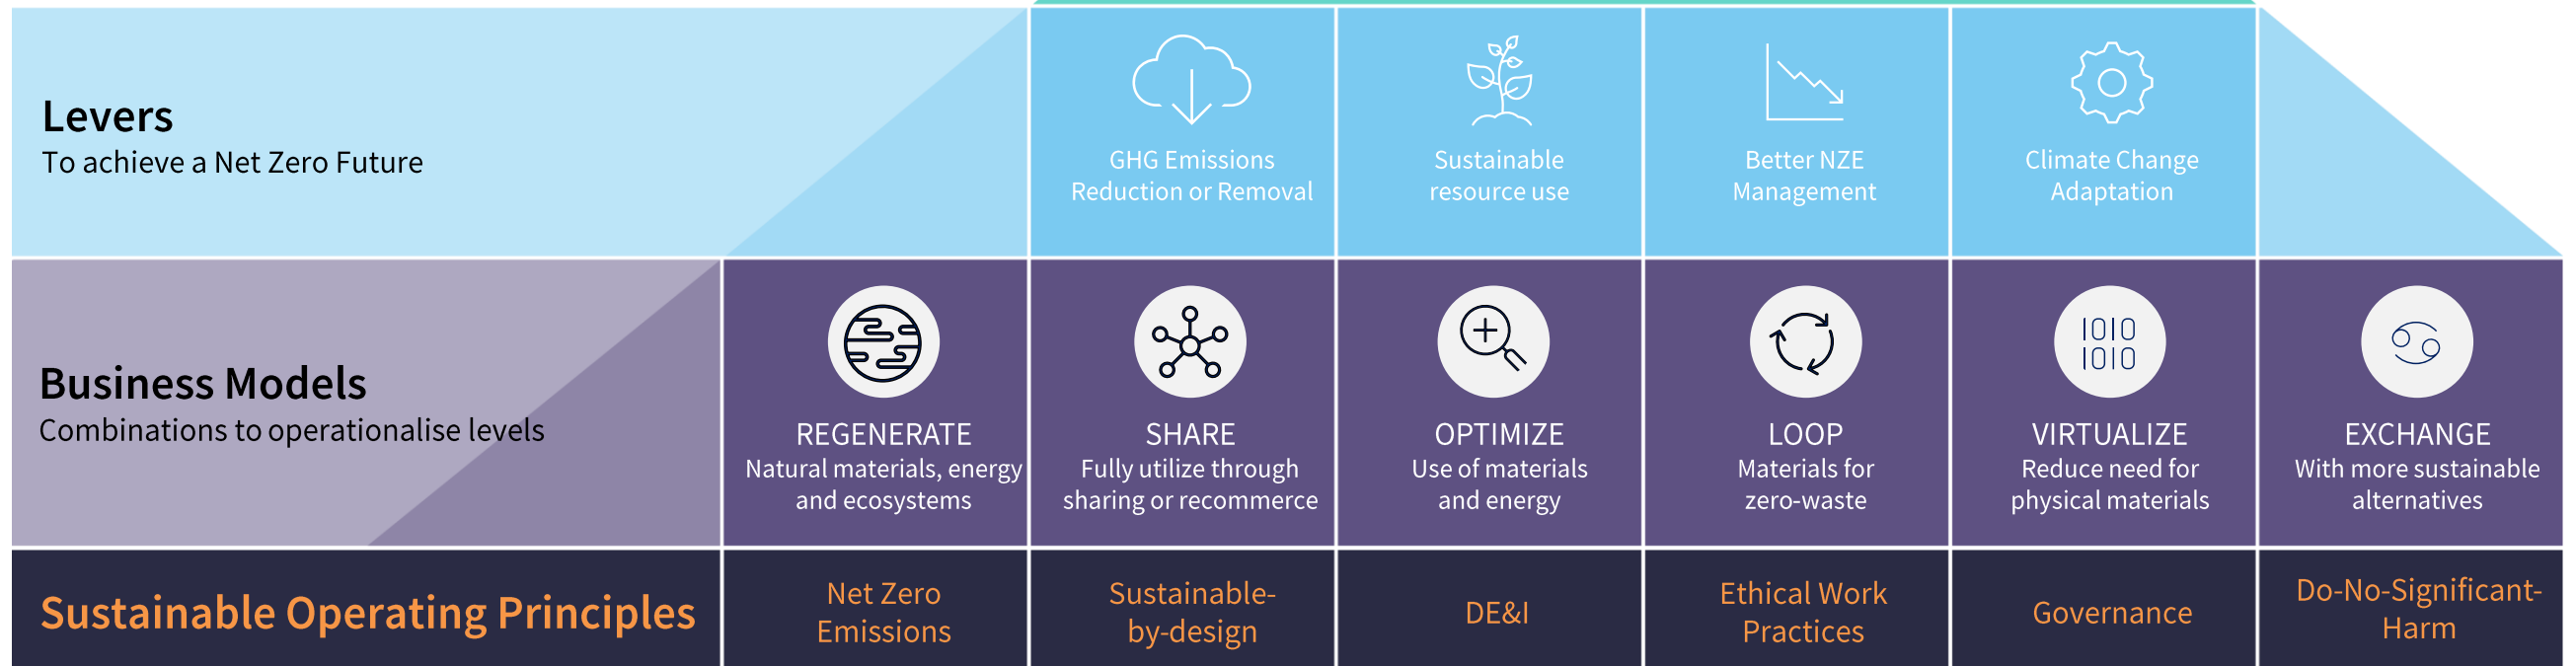 Levers
To achieve a Net Zero Future
GHG Emissions
Reduction or Removal
Sustainable
resource use
Better NZE
Management
Climate Change
Adaptation
Business Models
Combinations to operationalise levels
REGENERATE
Natural materials, energy
and ecosystems
SHARE
Fully utilize through
sharing or recommerce
OPTIMIZE
Use of materials
and energy
LOOP
Materials for
zero-waste
1010
1010
VIRTUALIZE
Reduce need for
physical materials
EXCHANGE
With more sustainable
alternatives
Sustainable Operating Principles
Net Zero
Emissions
Sustainable-
by-design
DE&I
Ethical Work
Practices
Governance
Do-No-Significant-
Harm